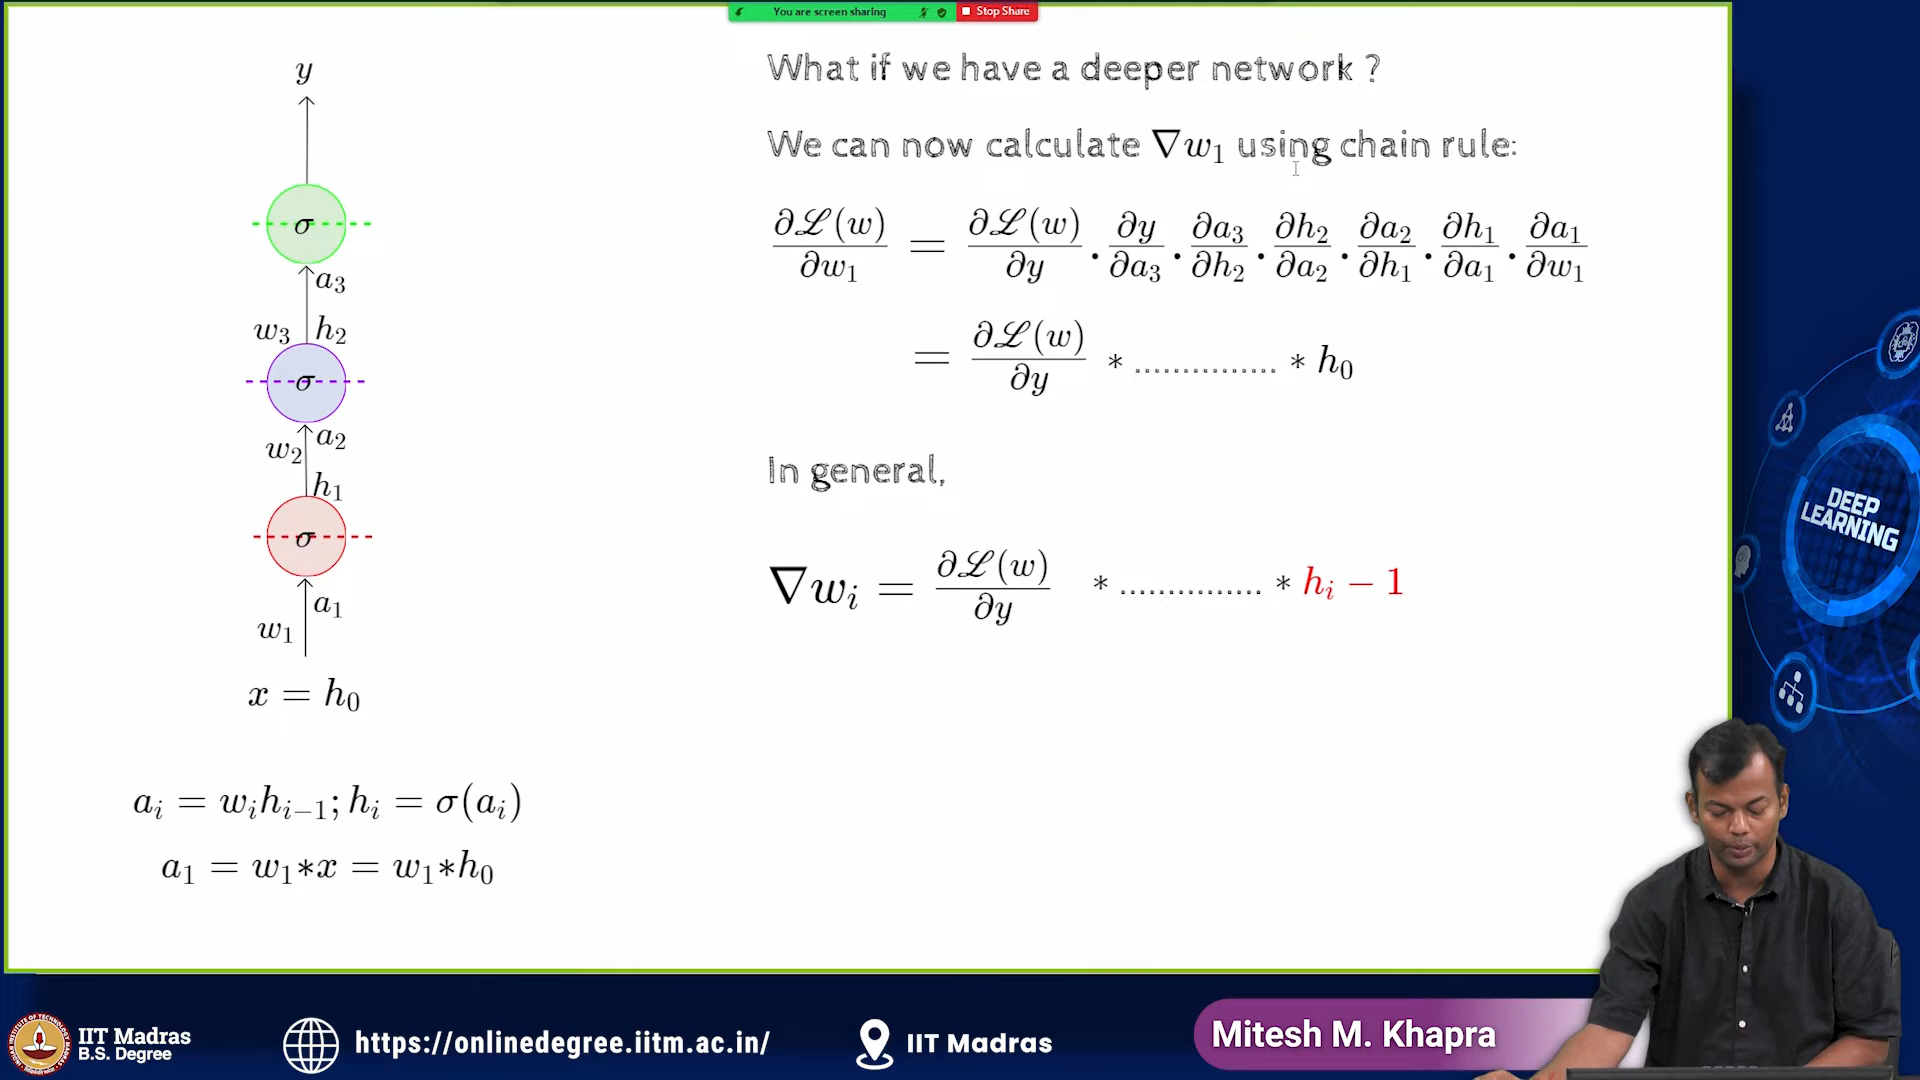 You are screen sharing
Stop Share
What if we have a deeper network ?
We can now calculate ∇w₁ using chain rule:
∂ℒ(w)/∂w₁ = ∂ℒ(w)/∂y · ∂y/∂a₃ · ∂a₃/∂h₂ · ∂h₂/∂a₂ · ∂a₂/∂h₁ · ∂h₁/∂a₁ · ∂a₁/∂w₁
= ∂ℒ(w)/∂y * ............... * h₀
In general,
∇wᵢ = ∂ℒ(w)/∂y * ............... * hᵢ − 1
y
σ
a₃
w₃ h₂
σ
w₂ a₂
h₁
σ
a₁
w₁
x = h₀
aᵢ = wᵢhᵢ₋₁; hᵢ = σ(aᵢ)
a₁ = w₁*x = w₁*h₀
DEEP
LEARNING
IIT Madras
B.S. Degree
https://onlinedegree.iitm.ac.in/
IIT Madras
Mitesh M. Khapra